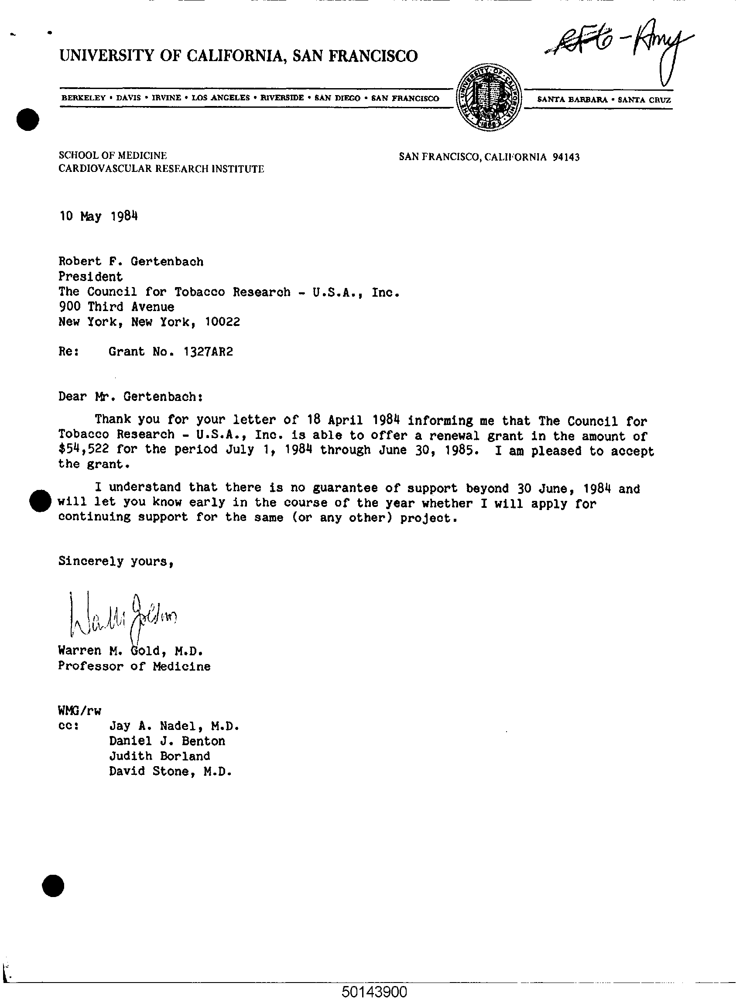 UNIVERSITY OF CALIFORNIA, SAN FRANCISCO
BERKELEY • DAVIS • IRVINE • LOS ANGELES • RIVERSIDE • SAN DIEGO • SAN FRANCISCO
SANTA BARBARA • SANTA CRUZ
SCHOOL OF MEDICINE
CARDIOVASCULAR RESEARCH INSTITUTE
SAN FRANCISCO, CALIFORNIA 94143
10 May 1984
Robert F. Gertenbach
President
The Council for Tobacco Research - U.S.A., Inc.
900 Third Avenue
New York, New York, 10022
Re: Grant No. 1327AR2
Dear Mr. Gertenbach:
Thank you for your letter of 18 April 1984 informing me that The Council for
Tobacco Research - U.S.A., Inc. is able to offer a renewal grant in the amount of
$54,522 for the period July 1, 1984 through June 30, 1985. I am pleased to accept
the grant.
I understand that there is no guarantee of support beyond 30 June, 1984 and
will let you know early in the course of the year whether I will apply for
continuing support for the same (or any other) project.
Sincerely yours,
Warren M. Gold, M.D.
Professor of Medicine
WMG/rw
cc: Jay A. Nadel, M.D.
Daniel J. Benton
Judith Borland
David Stone, M.D.
50143900